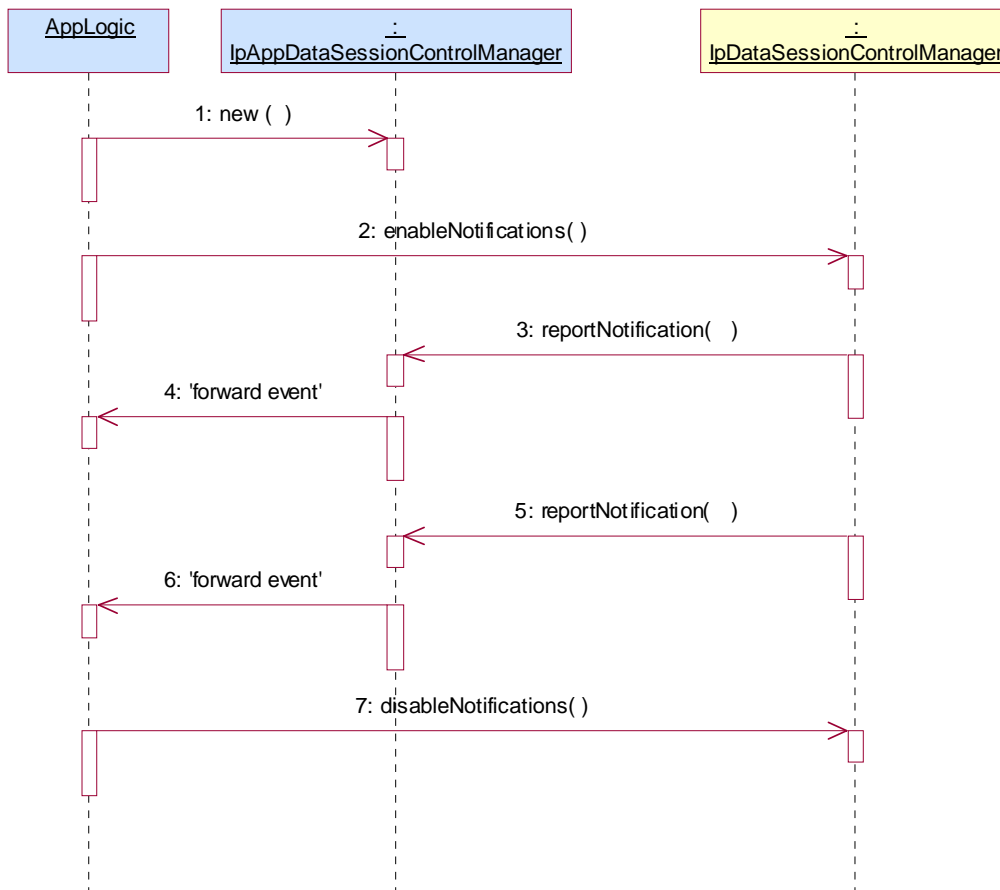 AppLogic
:
IpAppDataSessionControlManager
:
IpDataSessionControlManager
1: new ( )
2: enableNotifications( )
3: reportNotification( )
4: 'forward event'
5: reportNotification( )
6: 'forward event'
7: disableNotifications( )